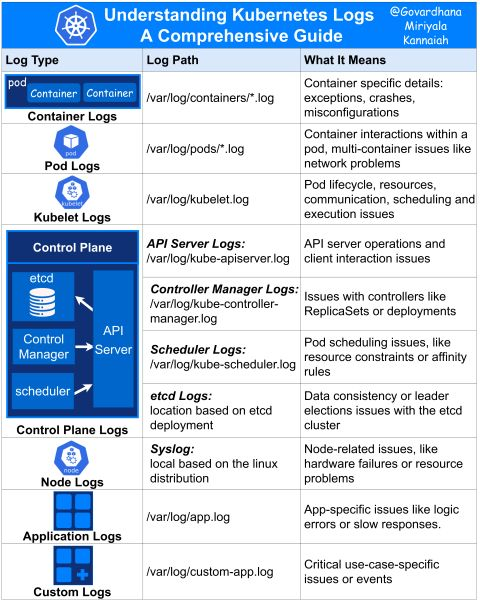 Understanding Kubernetes Logs
A Comprehensive Guide
@Govardhana
Miriyala
Kannaiah
Log Type
Log Path
What It Means
pod
Container
Container
Container Logs
/var/log/containers/*.log
Container specific details:
exceptions, crashes,
misconfigurations
pod
Pod Logs
/var/log/pods/*.log
Container interactions within a
pod, multi-container issues like
network problems
kubelet
Kubelet Logs
/var/log/kubelet.log
Pod lifecycle, resources,
communication, scheduling and
execution issues
Control Plane
etcd
Control
Manager
scheduler
API
Server
Control Plane Logs
API Server Logs:
/var/log/kube-apiserver.log
API server operations and
client interaction issues
Controller Manager Logs:
/var/log/kube-controller-
manager.log
Issues with controllers like
ReplicaSets or deployments
Scheduler Logs:
/var/log/kube-scheduler.log
Pod scheduling issues, like
resource constraints or affinity
rules
etcd Logs:
location based on etcd
deployment
Data consistency or leader
elections issues with the etcd
cluster
node
Node Logs
Syslog:
local based on the linux
distribution
Node-related issues, like
hardware failures or resource
problems
Application Logs
/var/log/app.log
App-specific issues like logic
errors or slow responses.
Custom Logs
/var/log/custom-app.log
Critical use-case-specific
issues or events